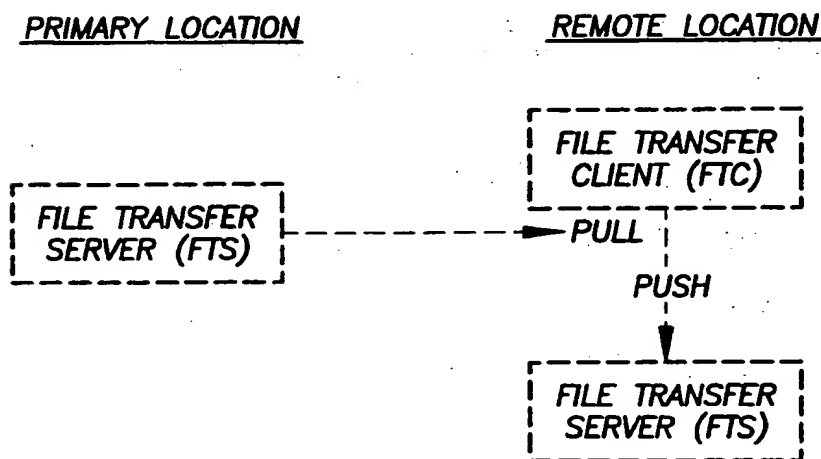 PRIMARY LOCATION
REMOTE LOCATION
FILE TRANSFER
CLIENT (FTC)
FILE TRANSFER
SERVER (FTS)
PULL
PUSH
FILE TRANSFER
SERVER (FTS)